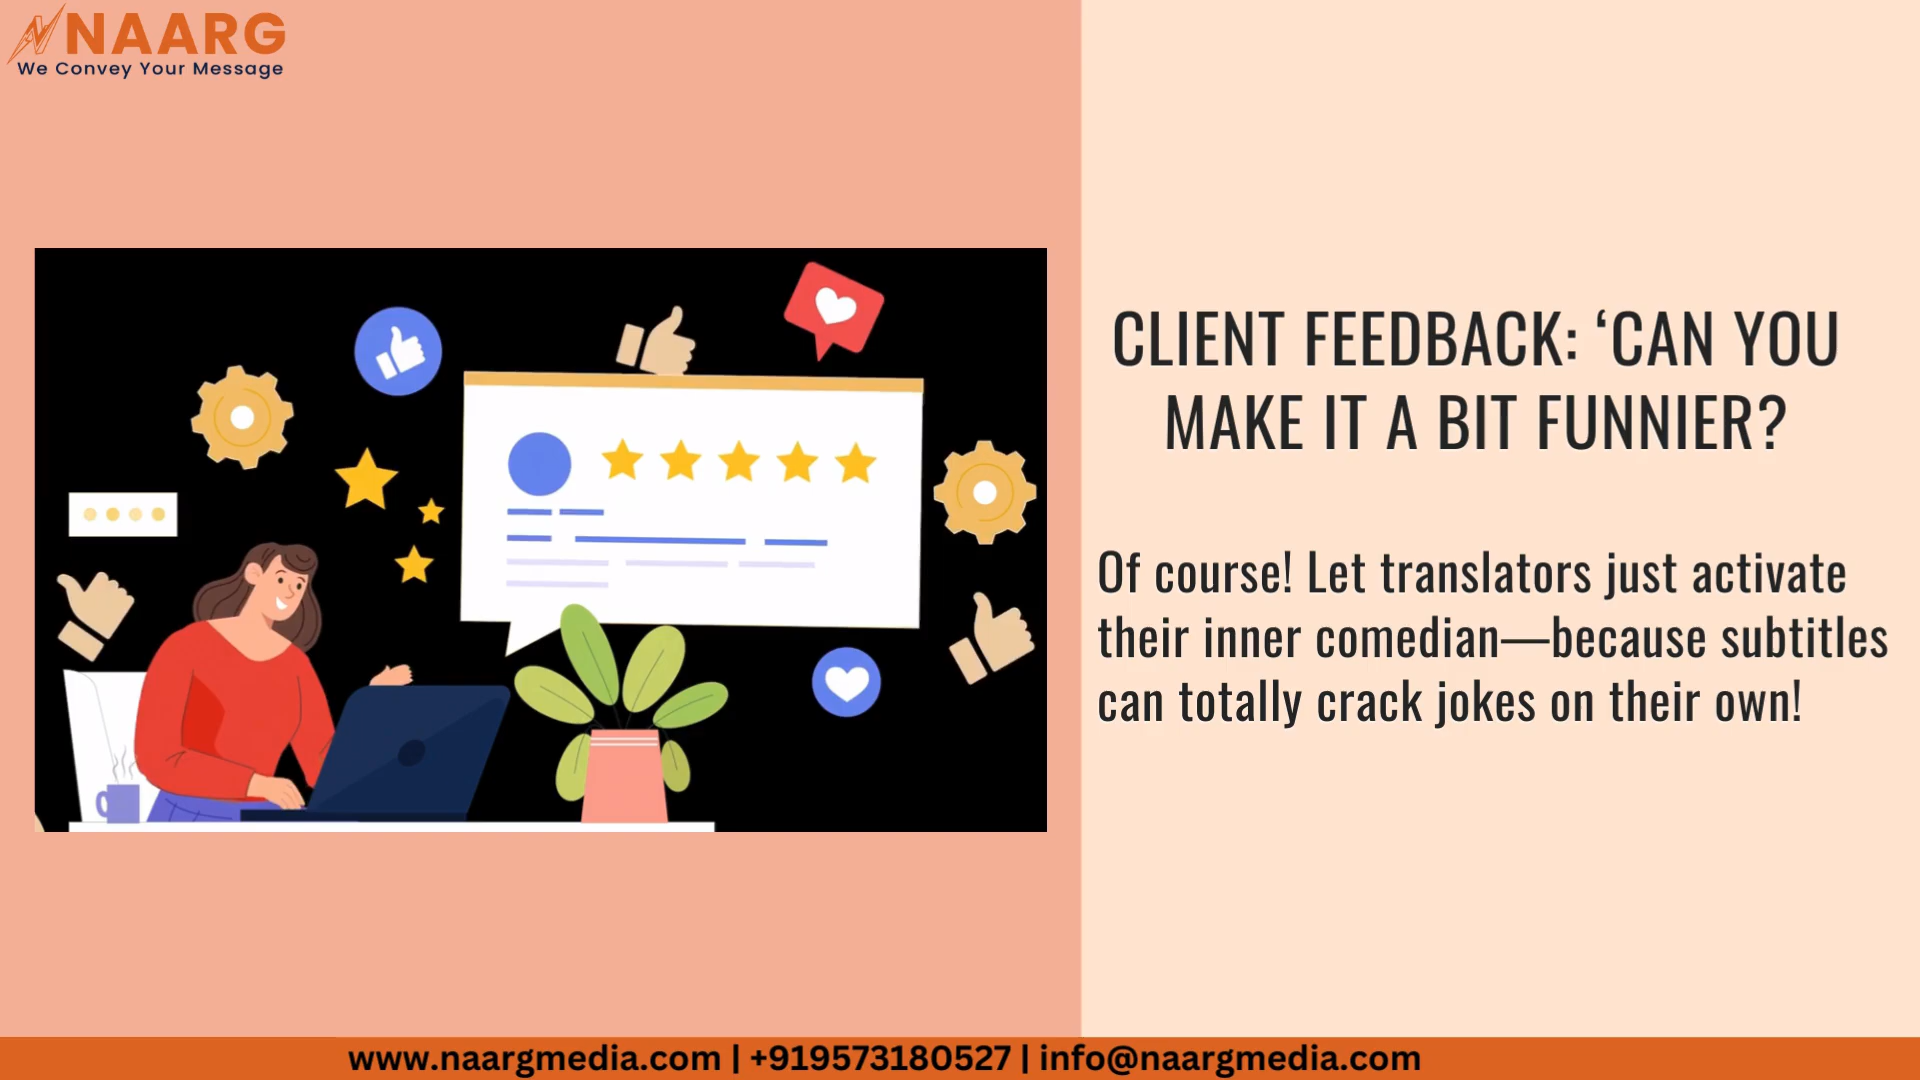 NAARG
We Convey Your Message
CLIENT FEEDBACK: ‘CAN YOU
MAKE IT A BIT FUNNIER?
Of course! Let translators just activate
their inner comedian—because subtitles
can totally crack jokes on their own!
www.naargmedia.com | +919573180527 | info@naargmedia.com